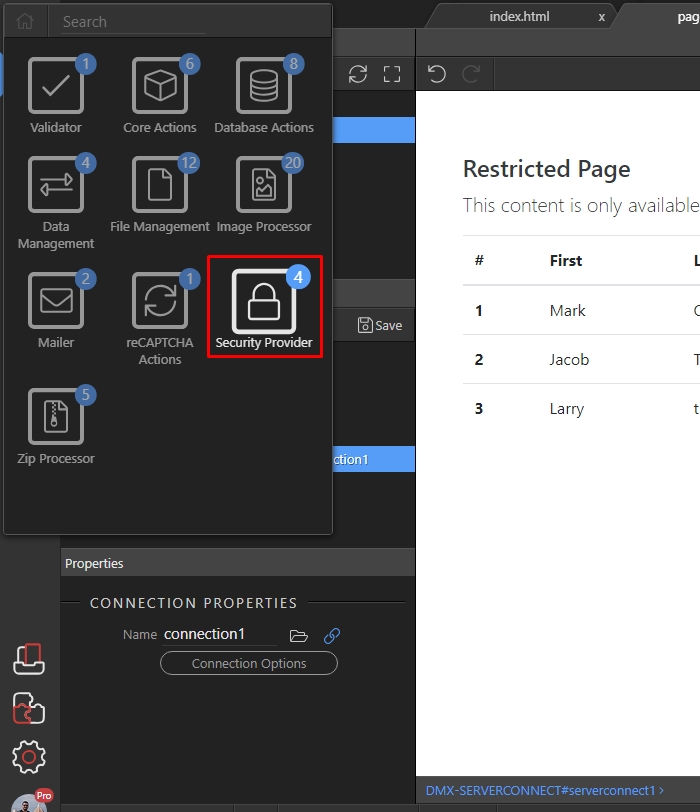 Search
index.html x
pag
1
6
8
Validator
Core Actions
Database Actions
4
12
20
Data
Management
File Management
Image Processor
2
1
4
Mailer
reCAPTCHA
Actions
Security Provider
5
Zip Processor
Save
ction1
Properties
CONNECTION PROPERTIES
Name connection1
Connection Options
Pro
Restricted Page
This content is only available
# First L
1 Mark
2 Jacob T
3 Larry t
DMX-SERVERCONNECT#serverconnect1 >